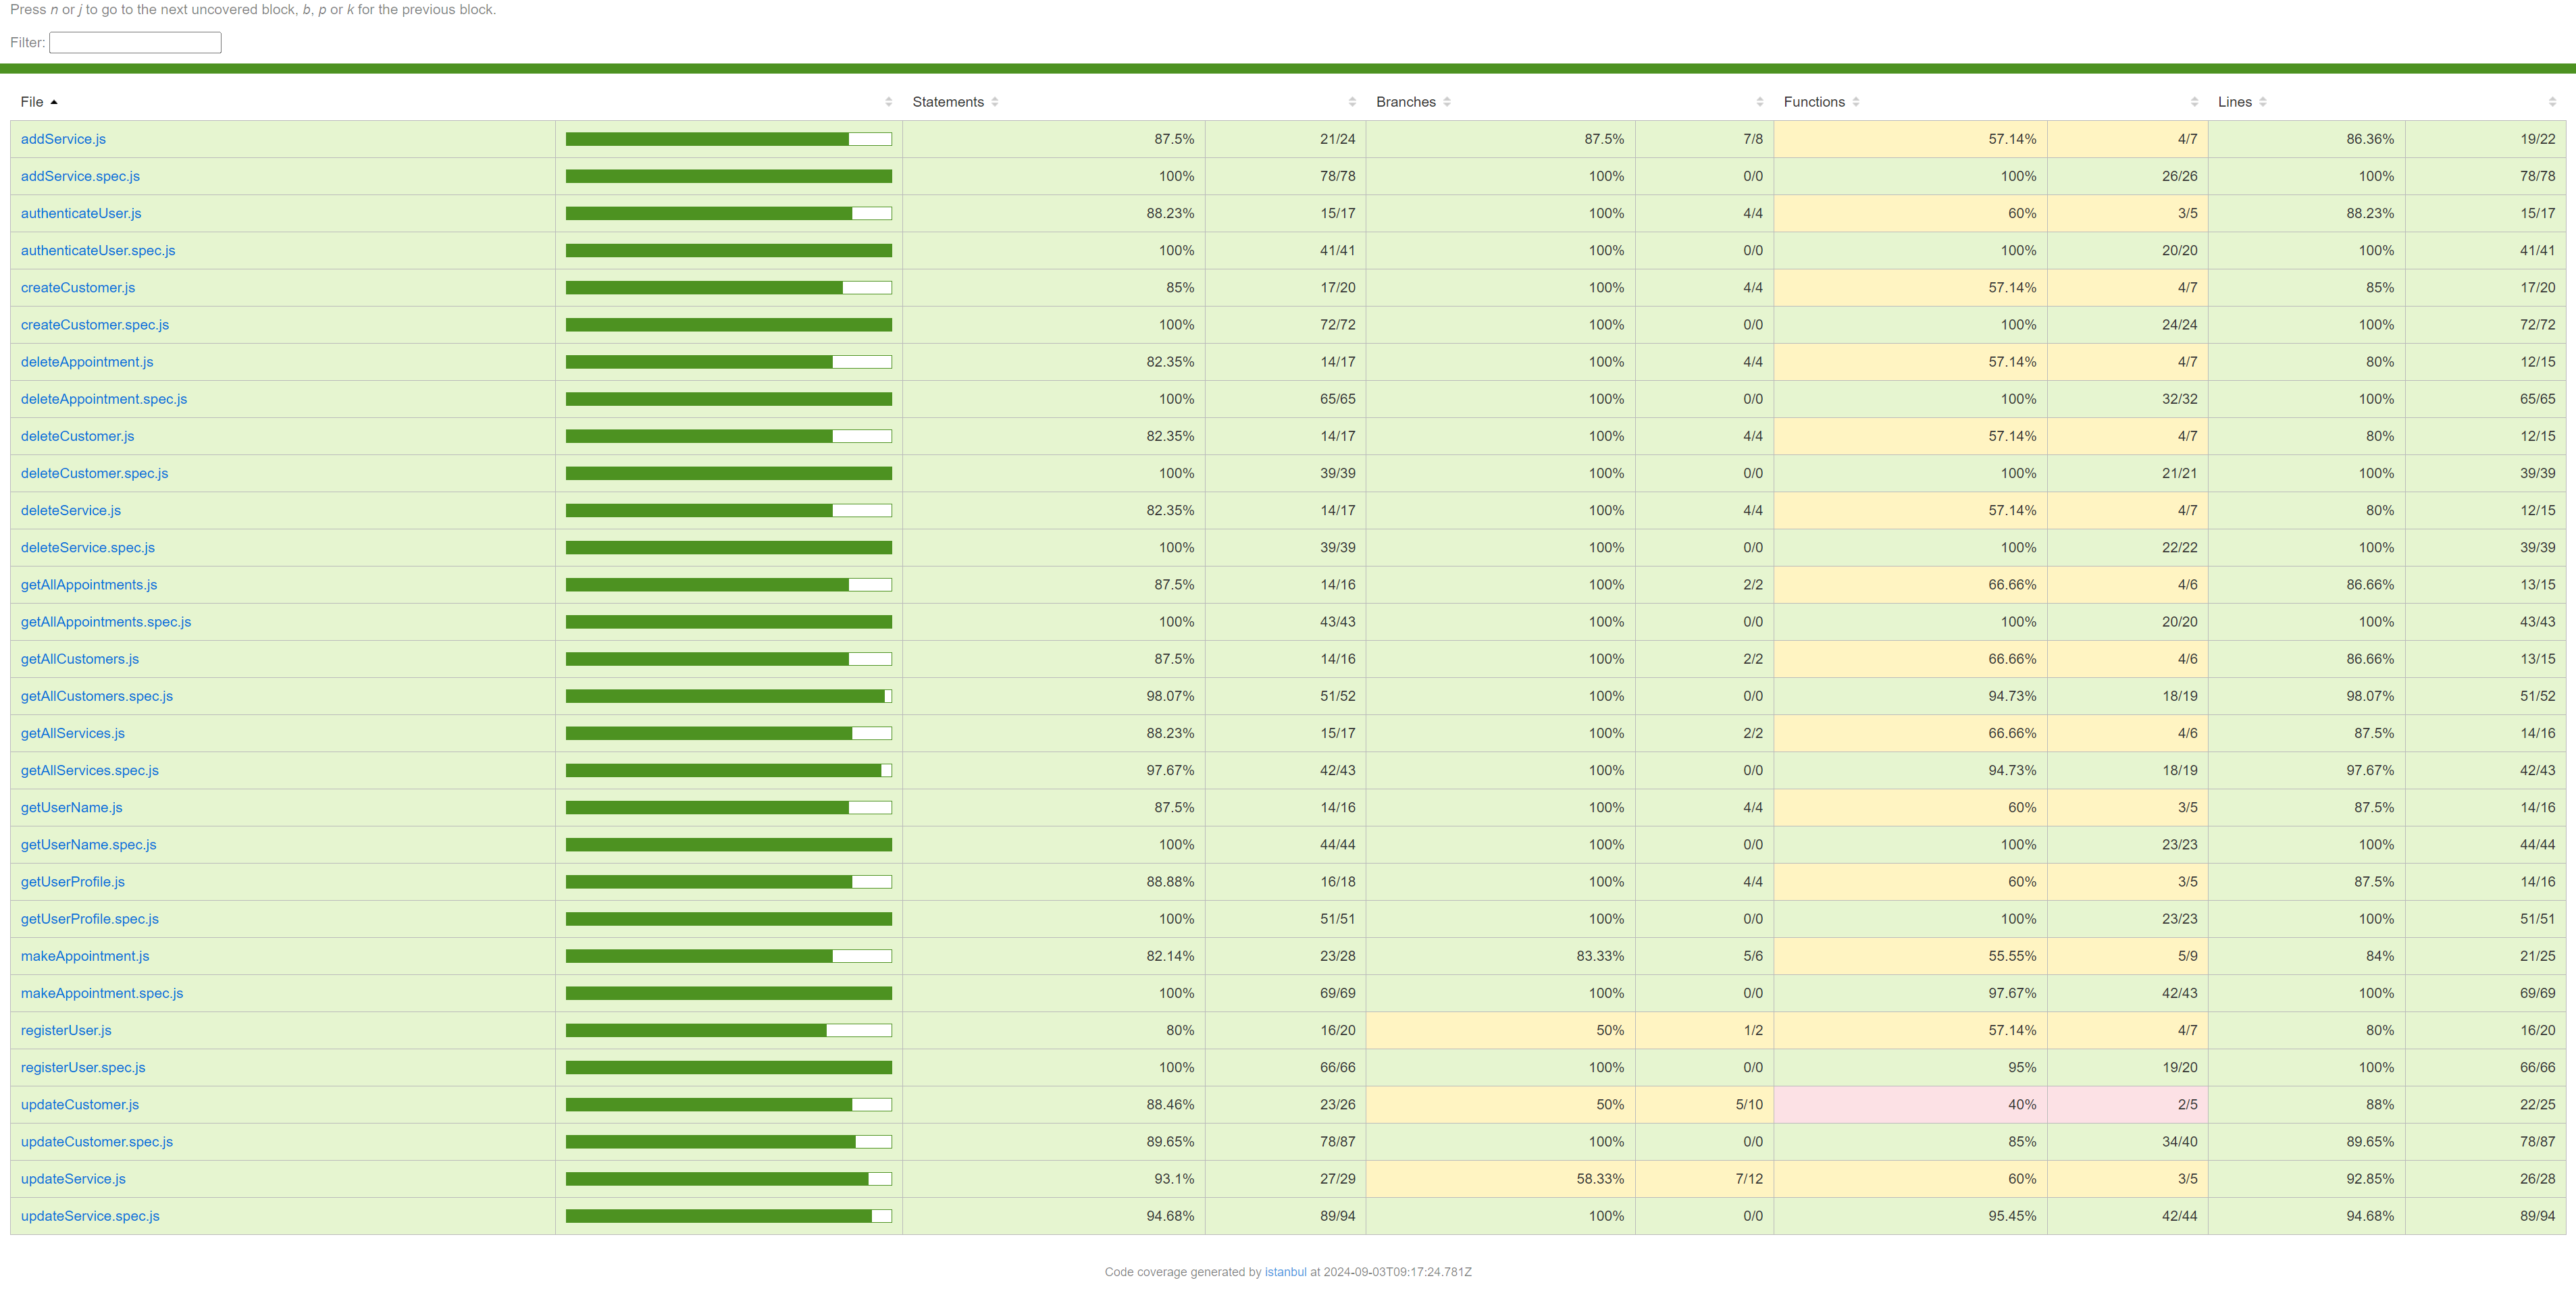 Press n or j to go to the next uncovered block, b, p or k for the previous block.
Filter:
File Statements Branches Functions Lines
addService.js 87.5% 21/24 87.5% 7/8 57.14% 4/7 86.36% 19/22
addService.spec.js 100% 78/78 100% 0/0 100% 26/26 100% 78/78
authenticateUser.js 88.23% 15/17 100% 4/4 60% 3/5 88.23% 15/17
authenticateUser.spec.js 100% 41/41 100% 0/0 100% 20/20 100% 41/41
createCustomer.js 85% 17/20 100% 4/4 57.14% 4/7 85% 17/20
createCustomer.spec.js 100% 72/72 100% 0/0 100% 24/24 100% 72/72
deleteAppointment.js 82.35% 14/17 100% 4/4 57.14% 4/7 80% 12/15
deleteAppointment.spec.js 100% 65/65 100% 0/0 100% 32/32 100% 65/65
deleteCustomer.js 82.35% 14/17 100% 4/4 57.14% 4/7 80% 12/15
deleteCustomer.spec.js 100% 39/39 100% 0/0 100% 21/21 100% 39/39
deleteService.js 82.35% 14/17 100% 4/4 57.14% 4/7 80% 12/15
deleteService.spec.js 100% 39/39 100% 0/0 100% 22/22 100% 39/39
getAllAppointments.js 87.5% 14/16 100% 2/2 66.66% 4/6 86.66% 13/15
getAllAppointments.spec.js 100% 43/43 100% 0/0 100% 20/20 100% 43/43
getAllCustomers.js 87.5% 14/16 100% 2/2 66.66% 4/6 86.66% 13/15
getAllCustomers.spec.js 98.07% 51/52 100% 0/0 94.73% 18/19 98.07% 51/52
getAllServices.js 88.23% 15/17 100% 2/2 66.66% 4/6 87.5% 14/16
getAllServices.spec.js 97.67% 42/43 100% 0/0 94.73% 18/19 97.67% 42/43
getUserName.js 87.5% 14/16 100% 4/4 60% 3/5 87.5% 14/16
getUserName.spec.js 100% 44/44 100% 0/0 100% 23/23 100% 44/44
getUserProfile.js 88.88% 16/18 100% 4/4 60% 3/5 87.5% 14/16
getUserProfile.spec.js 100% 51/51 100% 0/0 100% 23/23 100% 51/51
makeAppointment.js 82.14% 23/28 83.33% 5/6 55.55% 5/9 84% 21/25
makeAppointment.spec.js 100% 69/69 100% 0/0 97.67% 42/43 100% 69/69
registerUser.js 80% 16/20 50% 1/2 57.14% 4/7 80% 16/20
registerUser.spec.js 100% 66/66 100% 0/0 95% 19/20 100% 66/66
updateCustomer.js 88.46% 23/26 50% 5/10 40% 2/5 88% 22/25
updateCustomer.spec.js 89.65% 78/87 100% 0/0 85% 34/40 89.65% 78/87
updateService.js 93.1% 27/29 58.33% 7/12 60% 3/5 92.85% 26/28
updateService.spec.js 94.68% 89/94 100% 0/0 95.45% 42/44 94.68% 89/94
Code coverage generated by istanbul at 2024-09-03T09:17:24.781Z